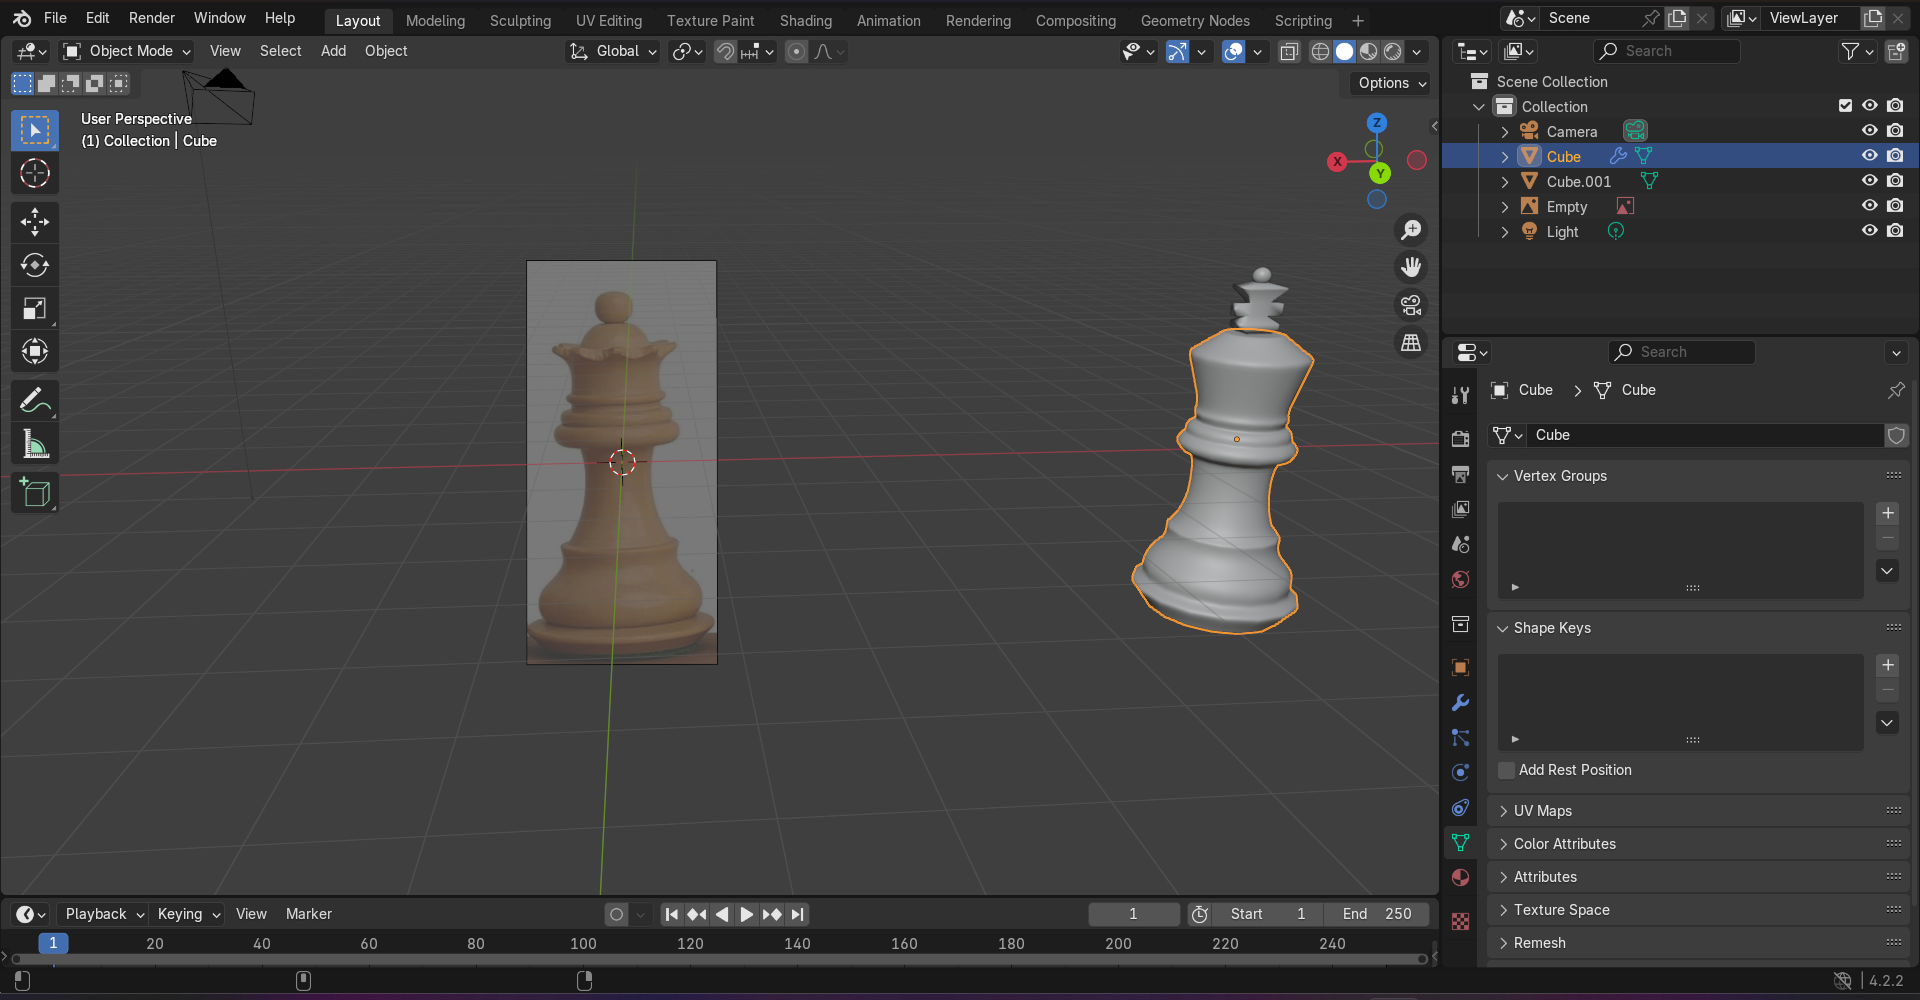 File Edit Render Window Help Layout Modeling Sculpting UV Editing Texture Paint Shading Animation Rendering Compositing Geometry Nodes Scripting Scene ViewLayer
Object Mode View Select Add Object Global
Options
User Perspective
(1) Collection | Cube
Z
X
Y
Search
Scene Collection
Collection
Camera
Cube
Cube.001
Empty
Light
Search
Cube Cube
Cube
Vertex Groups
Shape Keys
Add Rest Position
UV Maps
Color Attributes
Attributes
Texture Space
Remesh
Playback Keying View Marker 1 Start 1 End 250
1 20 40 60 80 100 120 140 160 180 200 220 240
4.2.2